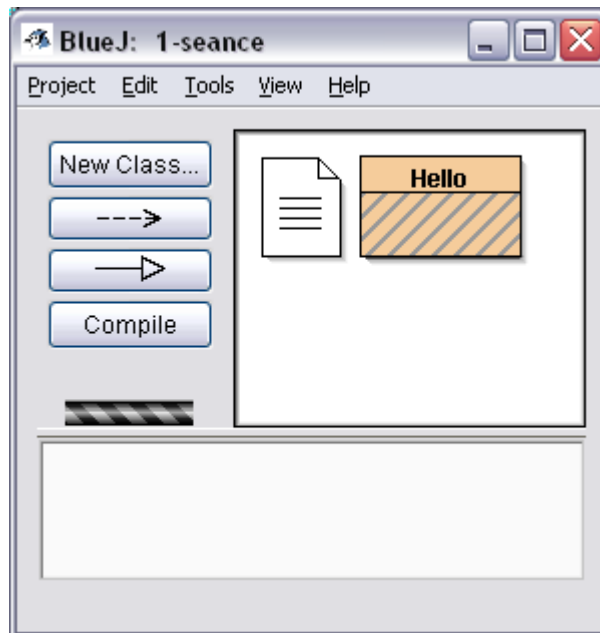 BlueJ: 1-seance
Project Edit Tools View Help
New Class...
Compile
Hello